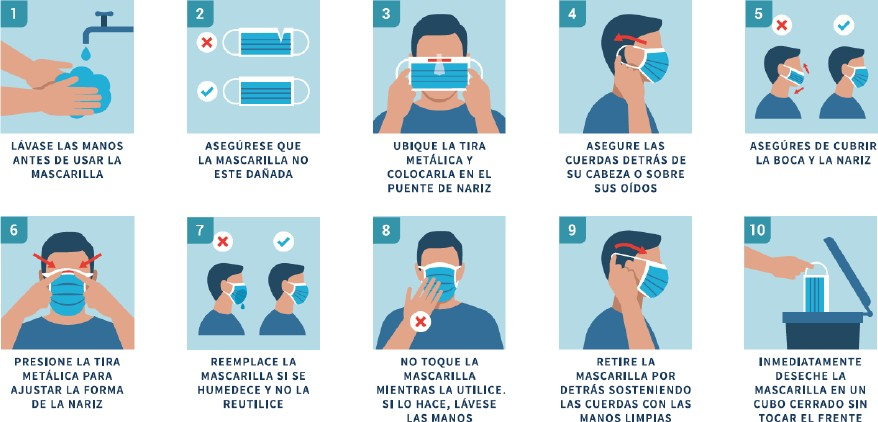 1
LÁVASE LAS MANOS
ANTES DE USAR LA
MASCARILLA
2
ASEGÚRESE QUE
LA MASCARILLA NO
ESTE DAÑADA
3
UBIQUE LA TIRA
METÁLICA Y
COLOCARLA EN EL
PUENTE DE NARIZ
4
ASEGURE LAS
CUERDAS DETRÁS DE
SU CABEZA O SOBRE
SUS OÍDOS
5
ASEGÚRES DE CUBRIR
LA BOCA Y LA NARIZ
6
PRESIONE LA TIRA
METÁLICA PARA
AJUSTAR LA FORMA
DE LA NARIZ
7
REEMPLACE LA
MASCARILLA SI SE
HUMEDECE Y NO LA
REUTILICE
8
NO TOQUE LA
MASCARILLA
MIENTRAS LA UTILICE.
SI LO HACE, LÁVESE
LAS MANOS
9
RETIRE LA
MASCARILLA POR
DETRÁS SOSTENIENDO
LAS CUERDAS CON LAS
MANOS LIMPIAS
10
INMEDIATAMENTE
DESECHE LA
MASCARILLA EN UN
CUBO CERRADO SIN
TOCAR EL FRENTE